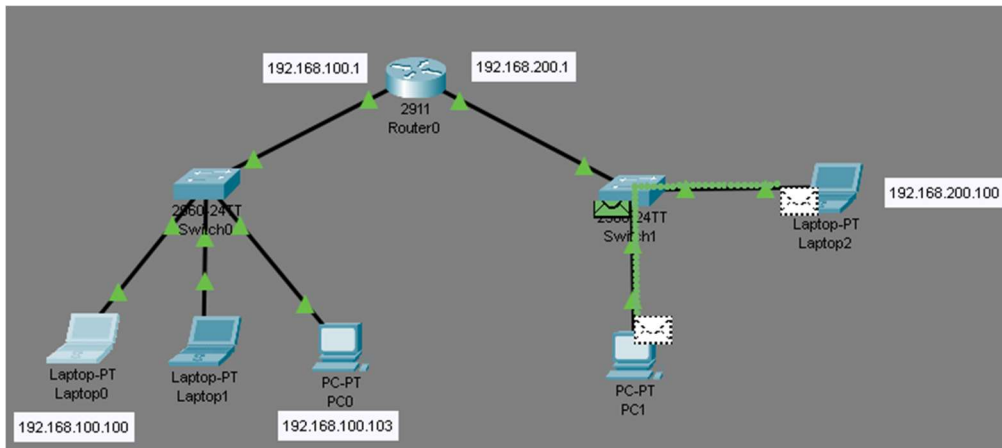 192.168.100.1
192.168.200.1
2911
Router0
192.168.200.100
2960-24TT
Switch0
Switch1
Laptop-PT
Laptop2
Laptop-PT
Laptop0
Laptop-PT
Laptop1
PC-PT
PC0
PC-PT
PC1
192.168.100.100
192.168.100.103